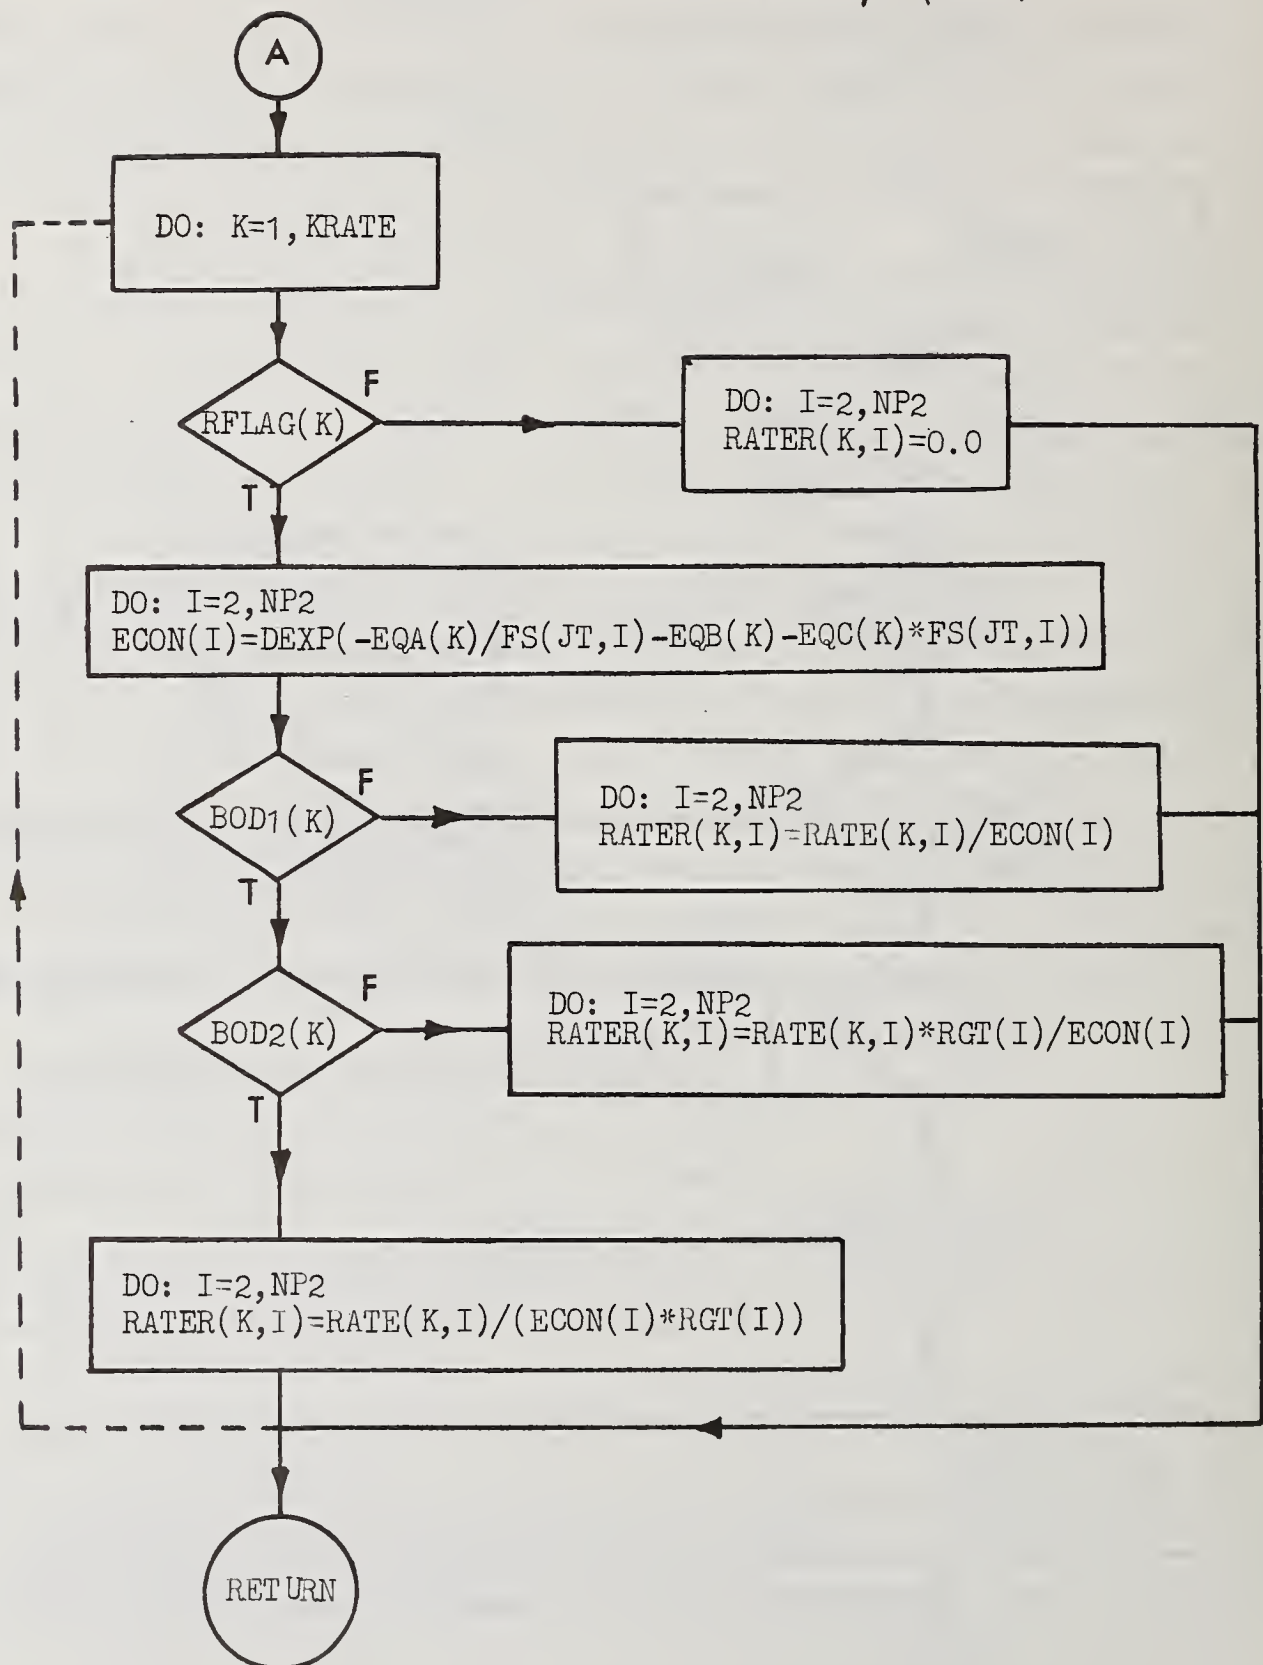 A
DO: K=1,KRATE
RFLAG(K)
F
T
DO: I=2,NP2
RATER(K,I)=0.0
DO: I=2,NP2
ECON(I)=DEXP(-EQA(K)/FS(JT,I)-EQB(K)-EQC(K)*FS(JT,I))
BOD1(K)
F
T
DO: I=2,NP2
RATER(K,I)=RATE(K,I)/ECON(I)
BOD2(K)
F
T
DO: I=2,NP2
RATER(K,I)=RATE(K,I)*RGT(I)/ECON(I)
DO: I=2,NP2
RATER(K,I)=RATE(K,I)/(ECON(I)*RGT(I))
RETURN